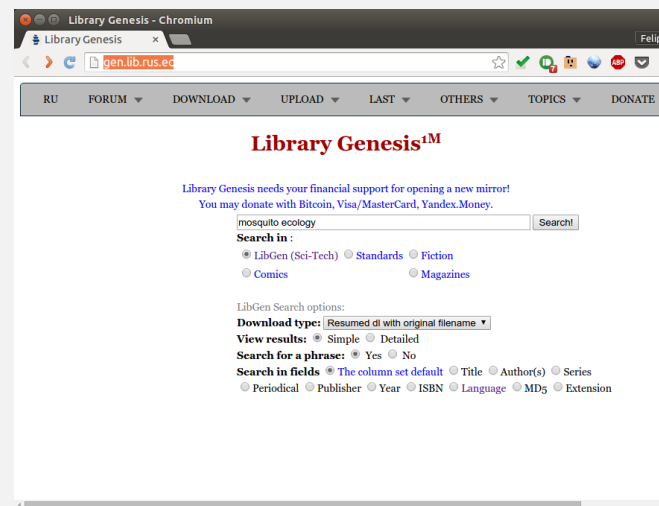 Library Genesis - Chromium
Library Genesis ×
Felip
gen.lib.rus.ec
7
ABP
RU FORUM DOWNLOAD UPLOAD LAST OTHERS TOPICS DONATE
Library Genesis¹ᴹ
Library Genesis needs your financial support for opening a new mirror!
You may donate with Bitcoin, Visa/MasterCard, Yandex.Money.
mosquito ecology Search!
Search in :
LibGen (Sci-Tech) Standards Fiction
Comics Magazines
LibGen Search options:
Download type: Resumed dl with original filename
View results: Simple Detailed
Search for a phrase: Yes No
Search in fields The column set default Title Author(s) Series
Periodical Publisher Year ISBN Language MD5 Extension